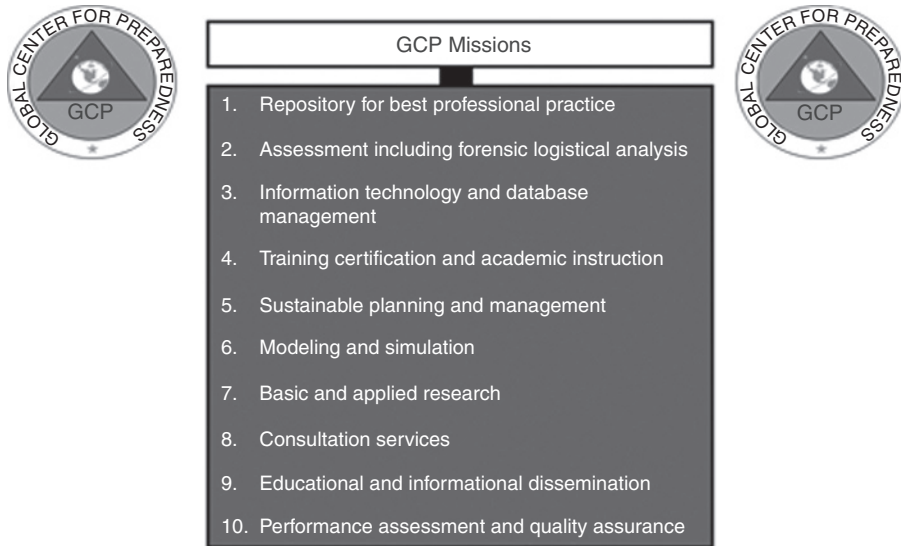 GLOBAL CENTER FOR PREPAREDNESS
GCP
GCP Missions
GLOBAL CENTER FOR PREPAREDNESS
GCP
1. Repository for best professional practice
2. Assessment including forensic logistical analysis
3. Information technology and database
management
4. Training certification and academic instruction
5. Sustainable planning and management
6. Modeling and simulation
7. Basic and applied research
8. Consultation services
9. Educational and informational dissemination
10. Performance assessment and quality assurance